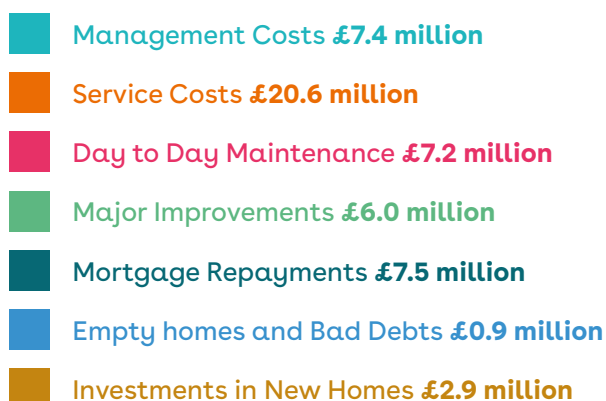 Management Costs £7.4 million
Service Costs £20.6 million
Day to Day Maintenance £7.2 million
Major Improvements £6.0 million
Mortgage Repayments £7.5 million
Empty homes and Bad Debts £0.9 million
Investments in New Homes £2.9 million